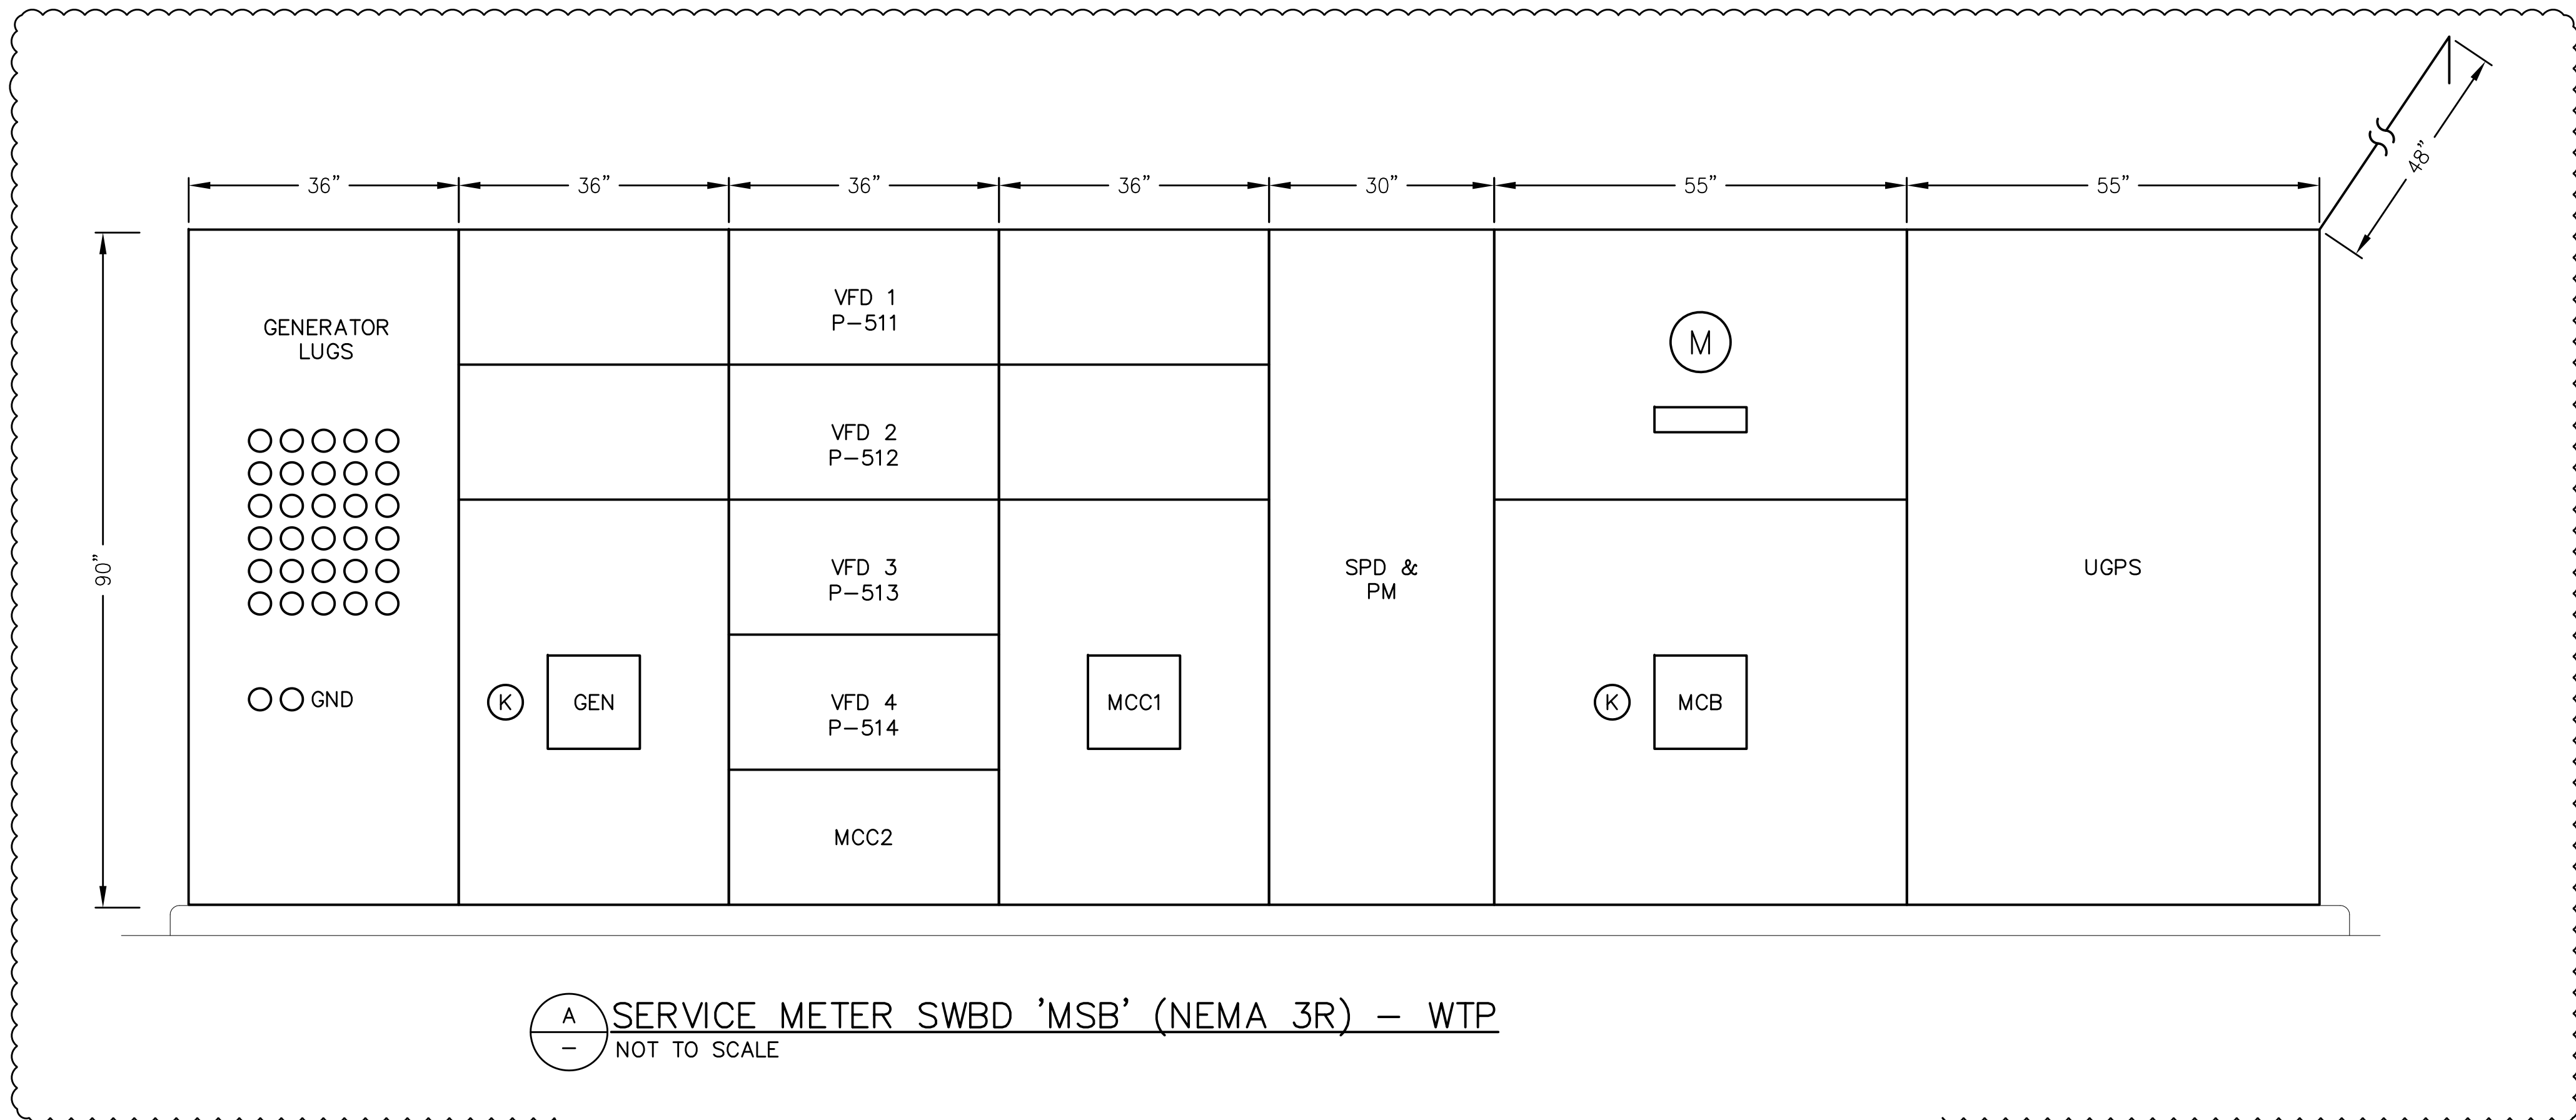 48”
36”
36”
36”
36”
30”
55”
55”
90”
GENERATOR
LUGS
GND
K
GEN
VFD 1
P-511
VFD 2
P-512
VFD 3
P-513
VFD 4
P-514
MCC2
MCC1
SPD &
PM
M
K
MCB
UGPS
A
-
SERVICE METER SWBD ’MSB’ (NEMA 3R) - WTP
NOT TO SCALE